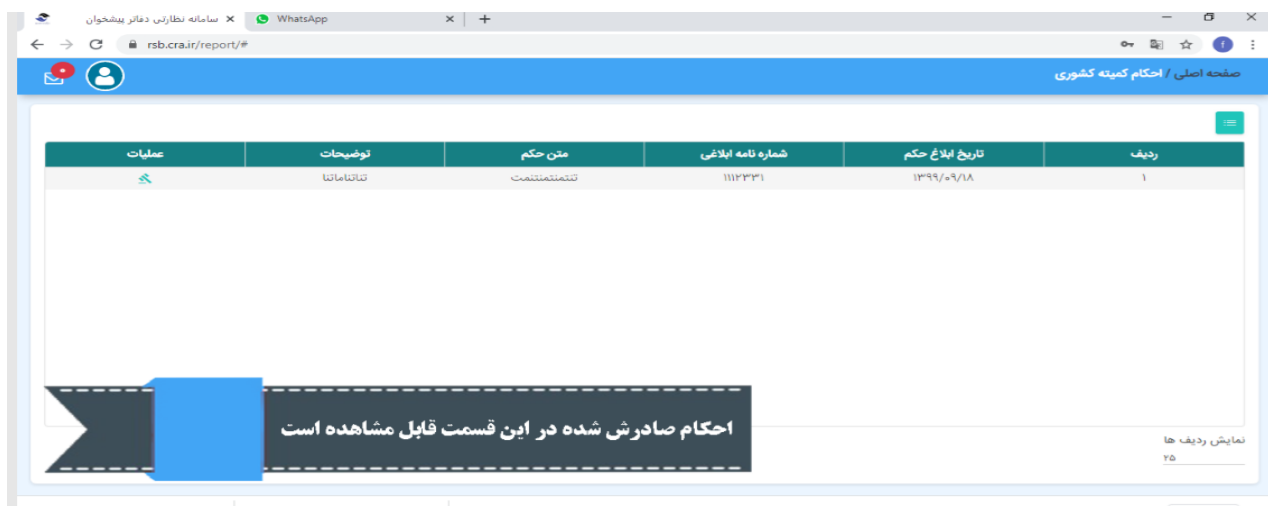 سامانه نظارتی دفاتر پیشخوان
WhatsApp
rsb.cra.ir/report/#
f
صفحه اصلی / احکام کمیته کشوری
ردیف
تاریخ ابلاغ حکم
شماره نامه ابلاغی
متن حکم
توضیحات
عملیات
۱
۱۳۹۹/۰۹/۱۸
۱۱۱۲۳۳۱
تنتمنتمنتنمت
تناتناماتنا
احکام صادرش شده در این قسمت قابل مشاهده است
نمایش ردیف ها
۲۵